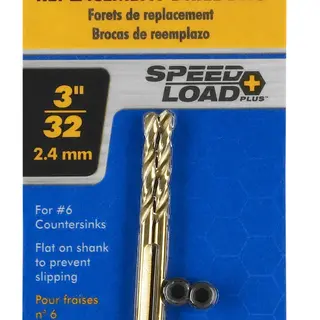 Forets de replacement
Brocas de reemplazo
SPEED
LOAD+
PLUS™
3"
32
2.4 mm
For #6
Countersinks
Flat on shank
to prevent
slipping
Pour fraises
n° 6